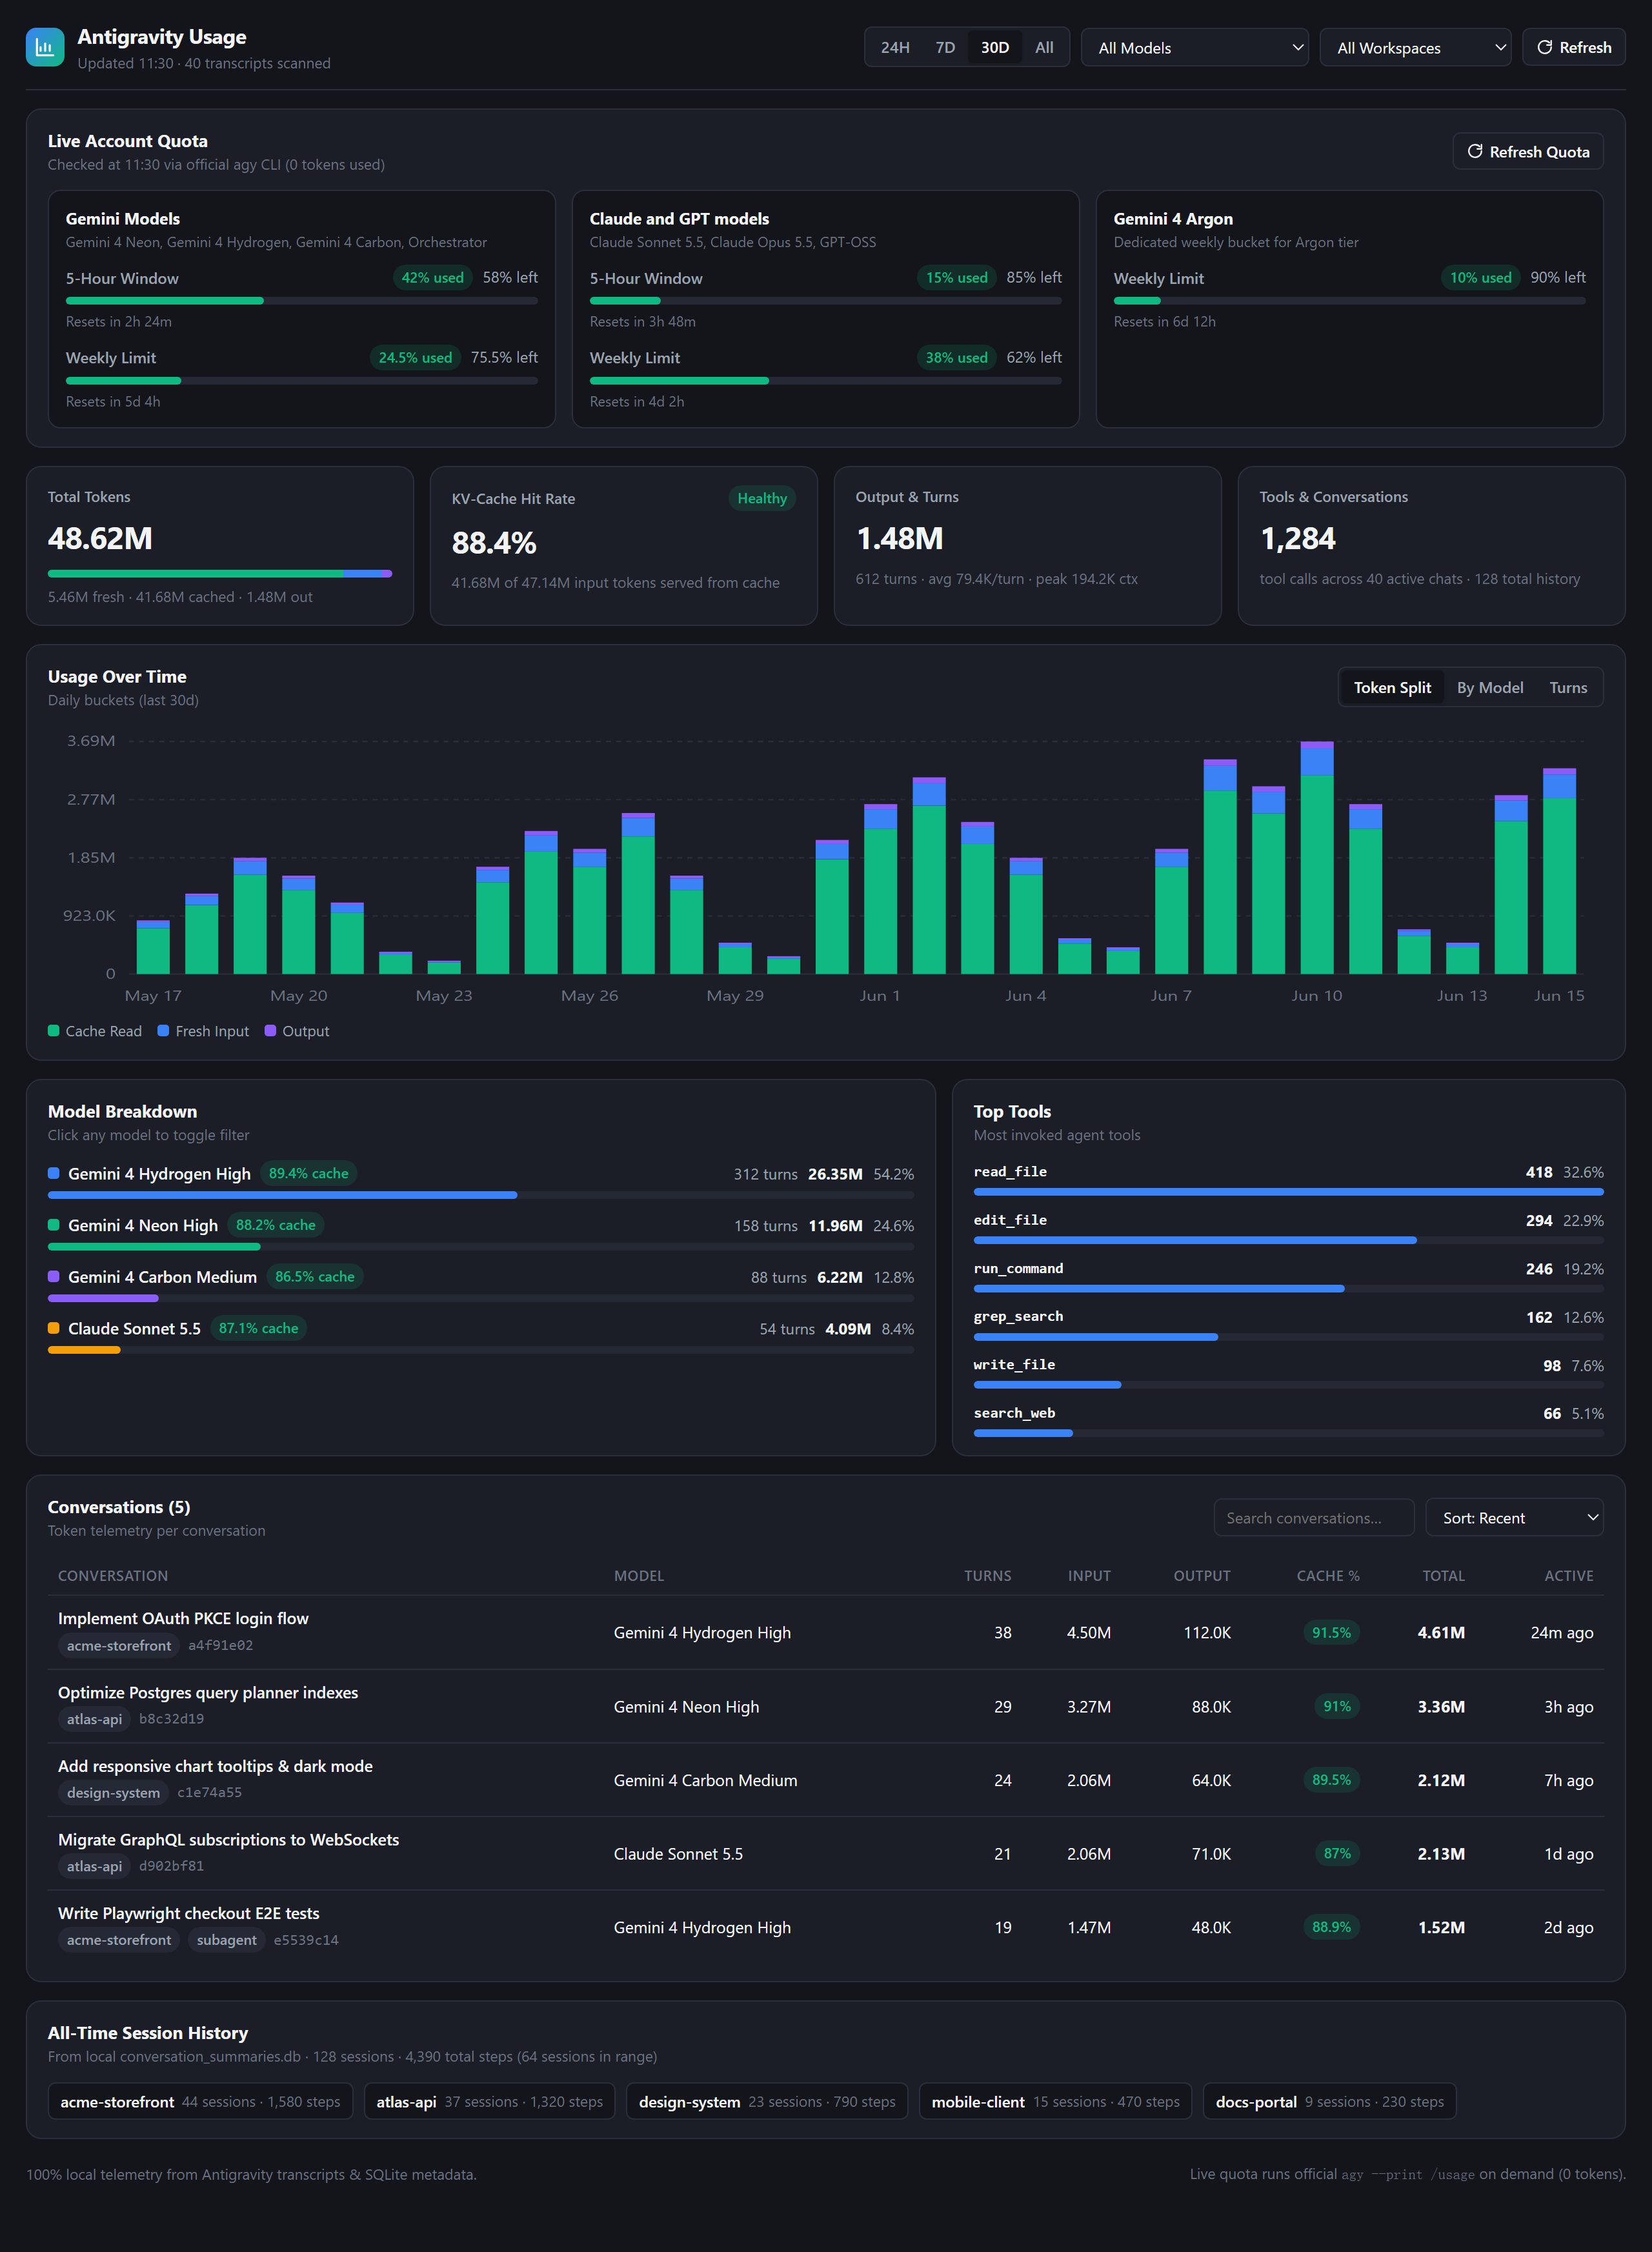 Antigravity Usage
Updated 11:30 · 40 transcripts scanned
24H 7D 30D All
All Models
All Workspaces
Refresh
Live Account Quota
Checked at 11:30 via official agy CLI (0 tokens used)
Refresh Quota
Gemini Models
Gemini 4 Neon, Gemini 4 Hydrogen, Gemini 4 Carbon, Orchestrator
5-Hour Window 42% used 58% left
Resets in 2h 24m
Weekly Limit 24.5% used 75.5% left
Resets in 5d 4h
Claude and GPT models
Claude Sonnet 5.5, Claude Opus 5.5, GPT-OSS
5-Hour Window 15% used 85% left
Resets in 3h 48m
Weekly Limit 38% used 62% left
Resets in 4d 2h
Gemini 4 Argon
Dedicated weekly bucket for Argon tier
Weekly Limit 10% used 90% left
Resets in 6d 12h
Total Tokens
48.62M
5.46M fresh · 41.68M cached · 1.48M out
KV-Cache Hit Rate Healthy
88.4%
41.68M of 47.14M input tokens served from cache
Output & Turns
1.48M
612 turns · avg 79.4K/turn · peak 194.2K ctx
Tools & Conversations
1,284
tool calls across 40 active chats · 128 total history
Usage Over Time
Daily buckets (last 30d)
Token Split By Model Turns
3.69M
2.77M
1.85M
923.0K
0
May 17 May 20 May 23 May 26 May 29 Jun 1 Jun 4 Jun 7 Jun 10 Jun 13 Jun 15
Cache Read Fresh Input Output
Model Breakdown
Click any model to toggle filter
Gemini 4 Hydrogen High 89.4% cache 312 turns 26.35M 54.2%
Gemini 4 Neon High 88.2% cache 158 turns 11.96M 24.6%
Gemini 4 Carbon Medium 86.5% cache 88 turns 6.22M 12.8%
Claude Sonnet 5.5 87.1% cache 54 turns 4.09M 8.4%
Top Tools
Most invoked agent tools
read_file 418 32.6%
edit_file 294 22.9%
run_command 246 19.2%
grep_search 162 12.6%
write_file 98 7.6%
search_web 66 5.1%
Conversations (5)
Token telemetry per conversation
Search conversations...
Sort: Recent
CONVERSATION MODEL TURNS INPUT OUTPUT CACHE % TOTAL ACTIVE
Implement OAuth PKCE login flow
acme-storefront a4f91e02
Gemini 4 Hydrogen High 38 4.50M 112.0K 91.5% 4.61M 24m ago
Optimize Postgres query planner indexes
atlas-api b8c32d19
Gemini 4 Neon High 29 3.27M 88.0K 91% 3.36M 3h ago
Add responsive chart tooltips & dark mode
design-system c1e74a55
Gemini 4 Carbon Medium 24 2.06M 64.0K 89.5% 2.12M 7h ago
Migrate GraphQL subscriptions to WebSockets
atlas-api d902bf81
Claude Sonnet 5.5 21 2.06M 71.0K 87% 2.13M 1d ago
Write Playwright checkout E2E tests
acme-storefront subagent e5539c14
Gemini 4 Hydrogen High 19 1.47M 48.0K 88.9% 1.52M 2d ago
All-Time Session History
From local conversation_summaries.db · 128 sessions · 4,390 total steps (64 sessions in range)
acme-storefront 44 sessions · 1,580 steps
atlas-api 37 sessions · 1,320 steps
design-system 23 sessions · 790 steps
mobile-client 15 sessions · 470 steps
docs-portal 9 sessions · 230 steps
100% local telemetry from Antigravity transcripts & SQLite metadata.
Live quota runs official agy --print /usage on demand (0 tokens).